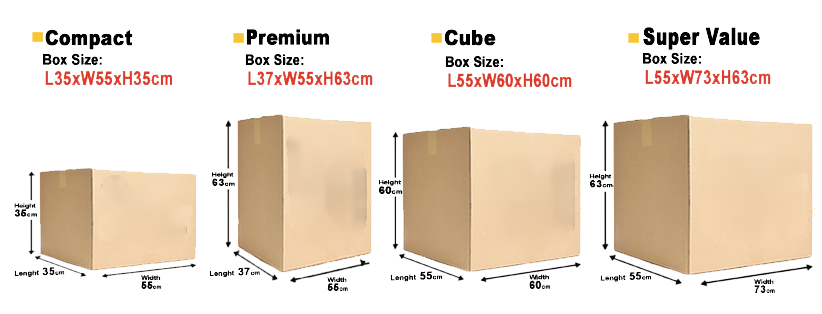 Compact
Box Size:
L35xW55xH35cm
Height
35cm
Lenght 35cm
Width
55cm
Premium
Box Size:
L37xW55xH63cm
Height
63cm
Lenght 37cm
Width
55cm
Cube
Box Size:
L55xW60xH60cm
Height
60cm
Lenght 55cm
Width
60cm
Super Value
Box Size:
L55xW73xH63cm
Height
63cm
Lenght 55cm
Width
73cm